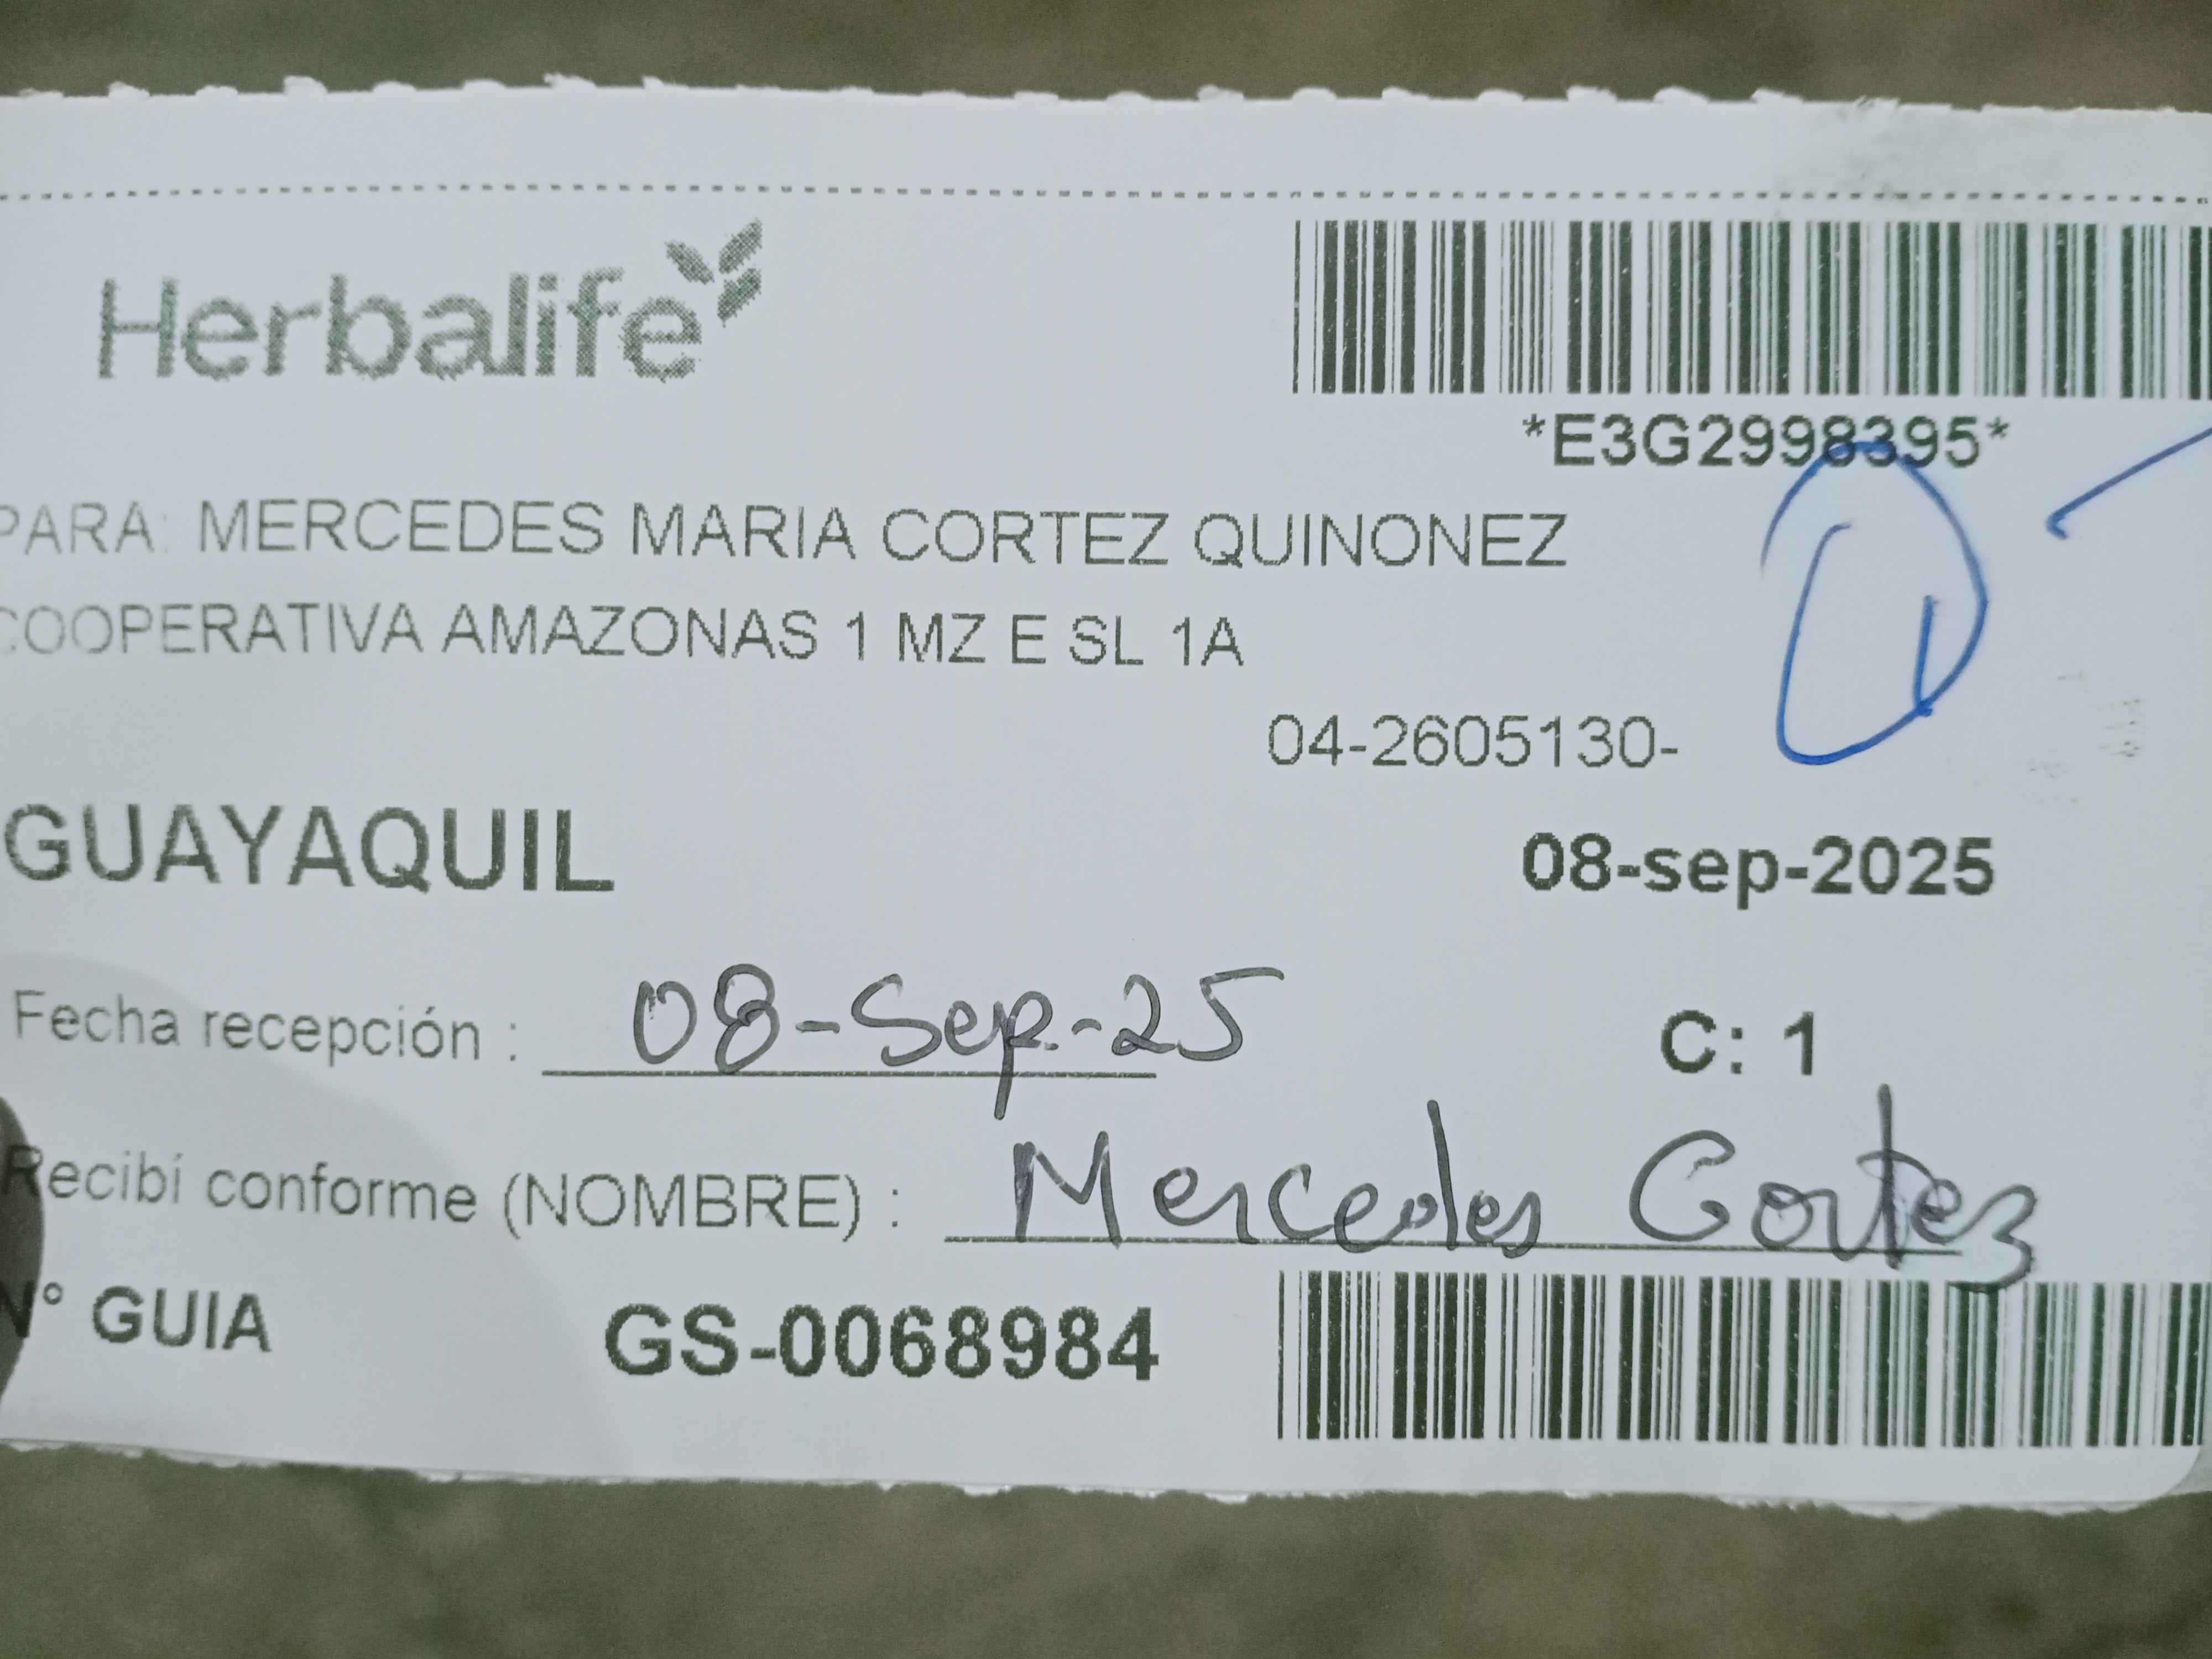 Herbalife
*E3G2998395*
PARA: MERCEDES MARIA CORTEZ QUINONEZ
COOPERATIVA AMAZONAS 1 MZ E SL 1A
04-2605130-
GUAYAQUIL 08-sep-2025
Fecha recepción : 08-Sep.-25 C: 1
Recibí conforme (NOMBRE) : Mercedes Cortez
N° GUIA GS-0068984